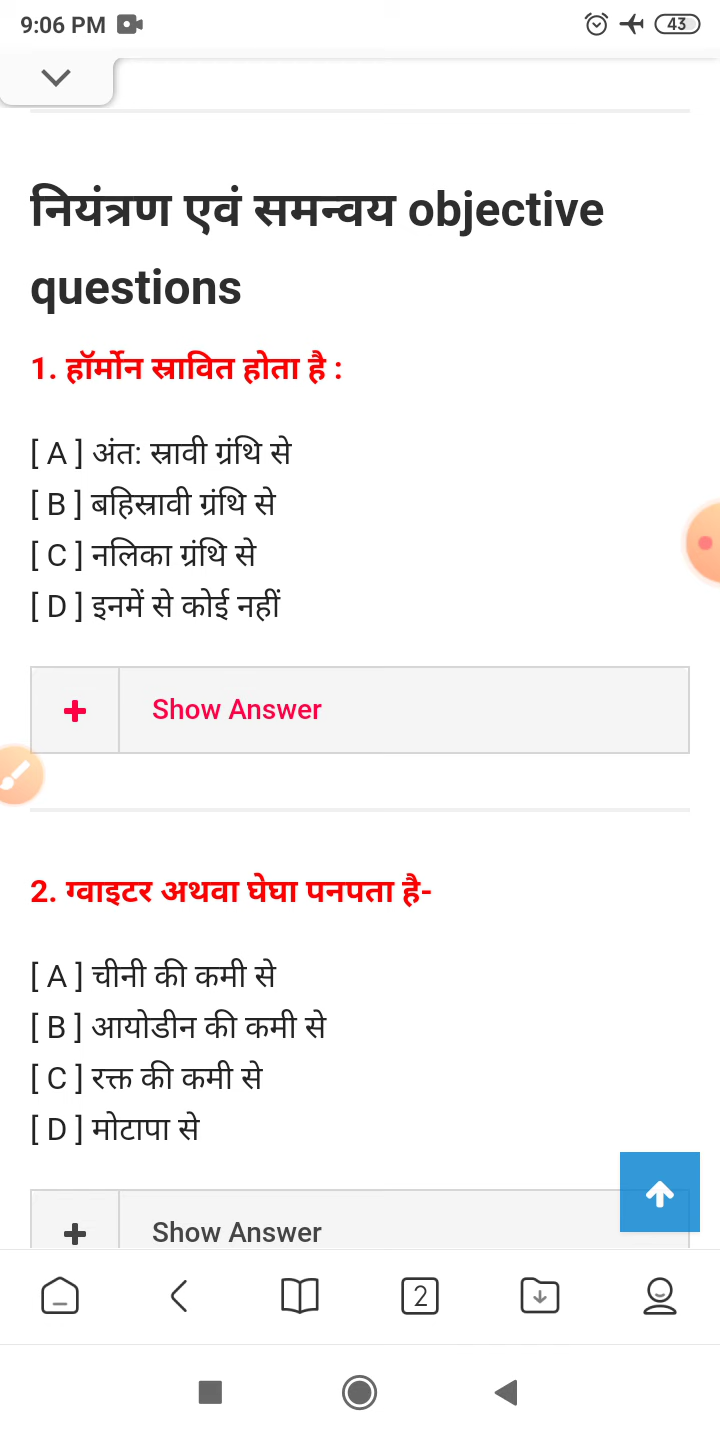 9:06 PM
43
नियंत्रण एवं समन्वय objective
questions
1. हॉर्मोन स्रावित होता है :
[ A ] अंत: स्रावी ग्रंथि से
[ B ] बहिस्रावी ग्रंथि से
[ C ] नलिका ग्रंथि से
[ D ] इनमें से कोई नहीं
+ Show Answer
2. ग्वाइटर अथवा घेघा पनपता है-
[ A ] चीनी की कमी से
[ B ] आयोडीन की कमी से
[ C ] रक्त की कमी से
[ D ] मोटापा से
+ Show Answer
2